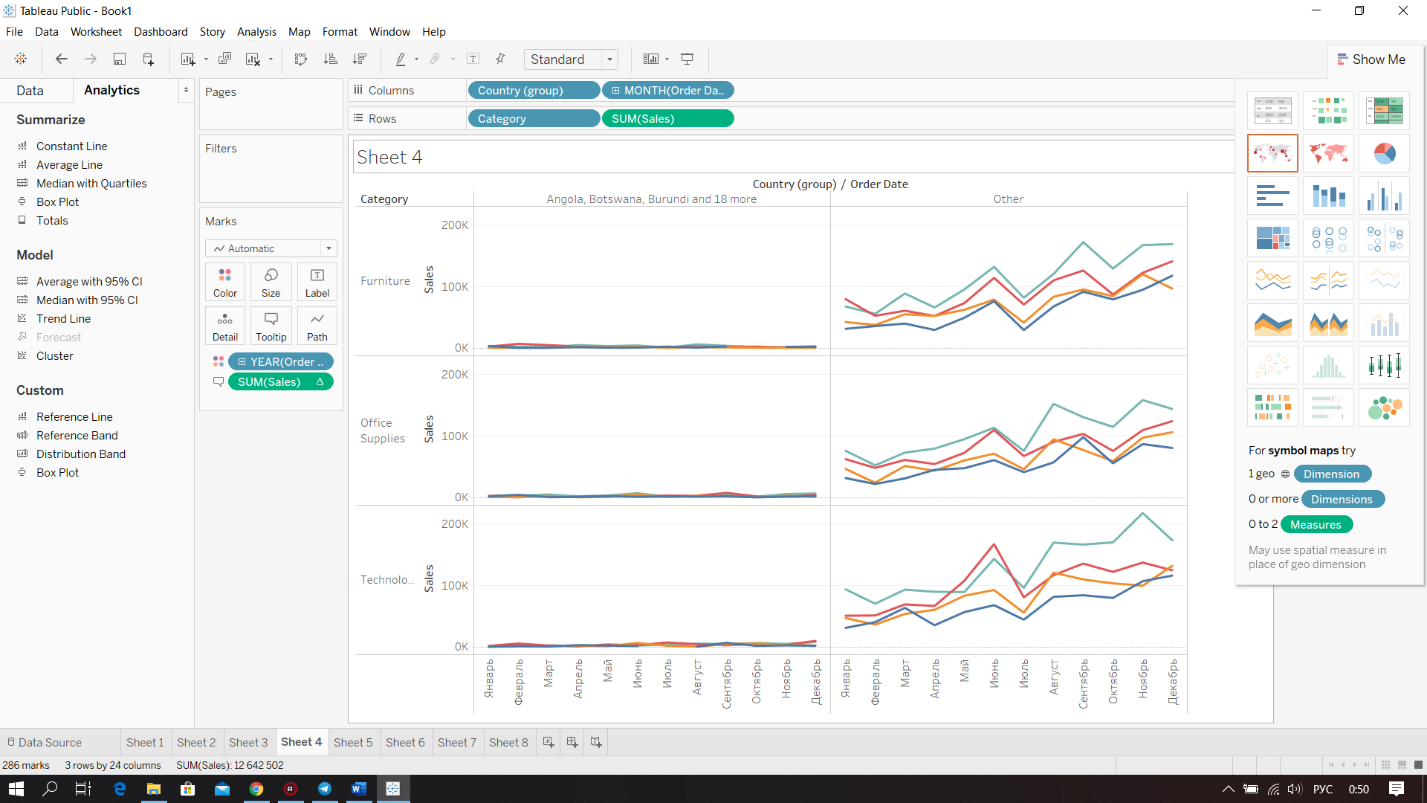 Tableau Public - Book1
File Data Worksheet Dashboard Story Analysis Map Format Window Help
Standard
Show Me
Data Analytics
Summarize
Constant Line
Average Line
Median with Quartiles
Box Plot
Totals
Model
Average with 95% CI
Median with 95% CI
Trend Line
Forecast
Cluster
Custom
Reference Line
Reference Band
Distribution Band
Box Plot
Pages
Filters
Marks
Automatic
Color Size Label
Detail Tooltip Path
YEAR(Order ..
SUM(Sales)
Columns Country (group) MONTH(Order Da..
Rows Category SUM(Sales)
Sheet 4
Country (group) / Order Date
Category Angola, Botswana, Burundi and 18 more Other
Furniture
Sales
200K
100K
0K
Office
Supplies
Sales
200K
100K
0K
Technolo..
Sales
200K
100K
0K
Январь Февраль Март Апрель Май Июнь Июль Август Сентябрь Октябрь Ноябрь Декабрь
Январь Февраль Март Апрель Май Июнь Июль Август Сентябрь Октябрь Ноябрь Декабрь
For symbol maps try
1 geo Dimension
0 or more Dimensions
0 to 2 Measures
May use spatial measure in
place of geo dimension
Data Source Sheet 1 Sheet 2 Sheet 3 Sheet 4 Sheet 5 Sheet 6 Sheet 7 Sheet 8
286 marks 3 rows by 24 columns SUM(Sales): 12 642 502
РУС 0:50